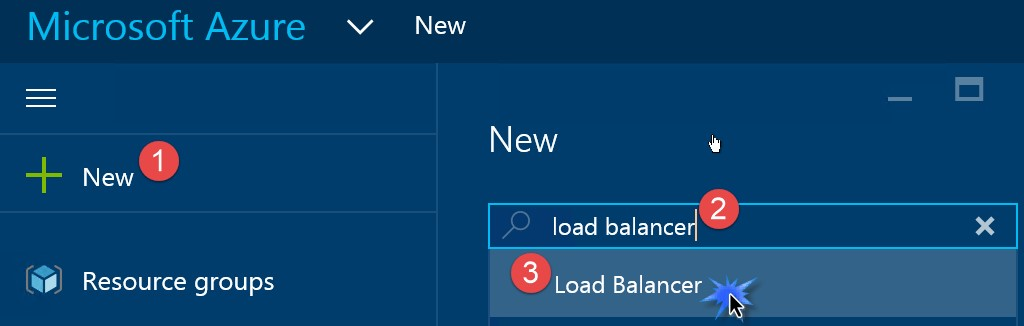 Microsoft Azure New
New
1
New
load balancer 2
Resource groups
3 Load Balancer